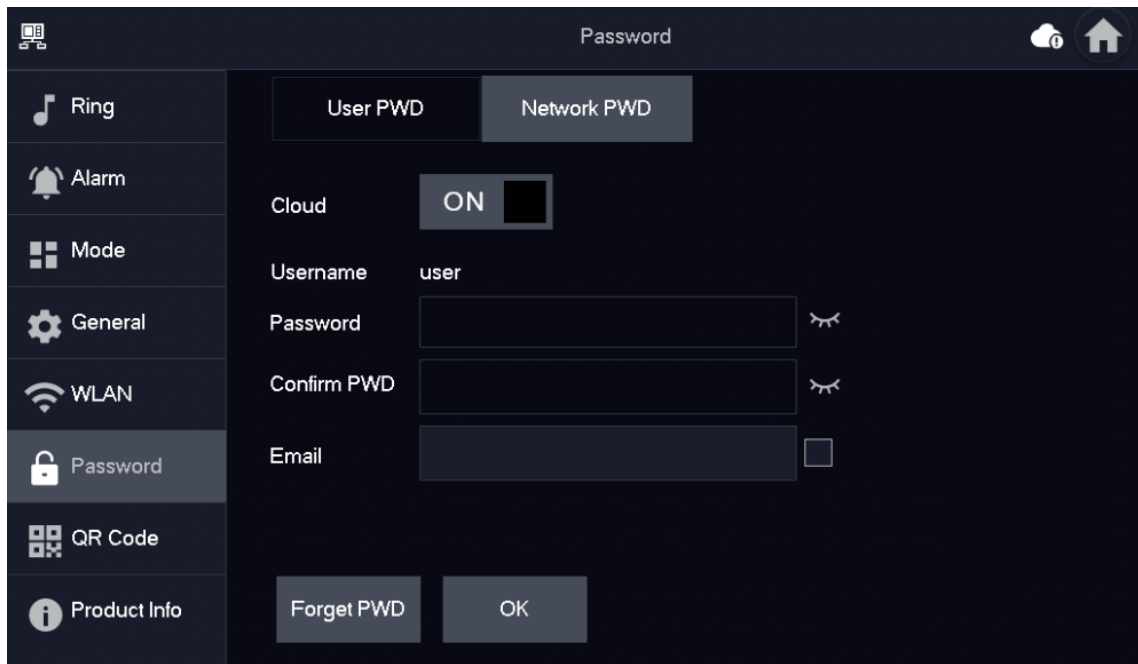 Password
Ring
Alarm
Mode
General
WLAN
Password
QR Code
Product Info
User PWD
Network PWD
Cloud
ON
Username
user
Password
Confirm PWD
Email
Forget PWD
OK